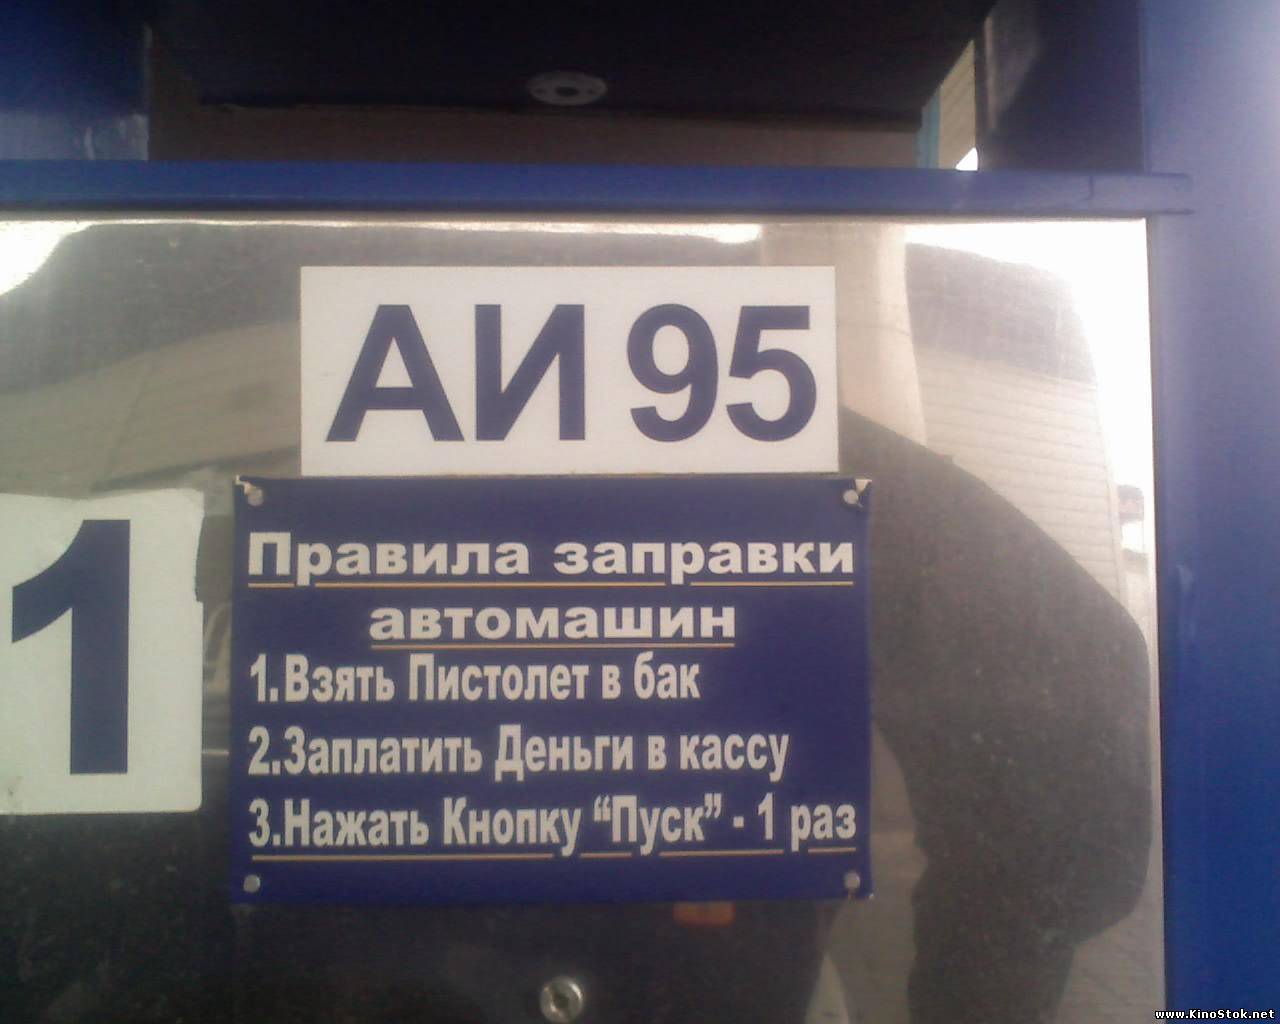 АИ 95
1
Правила заправки
автомашин
1.Взять Пистолет в бак
2.Заплатить Деньги в кассу
3.Нажать Кнопку “Пуск” - 1 раз
www.KinoStok.net